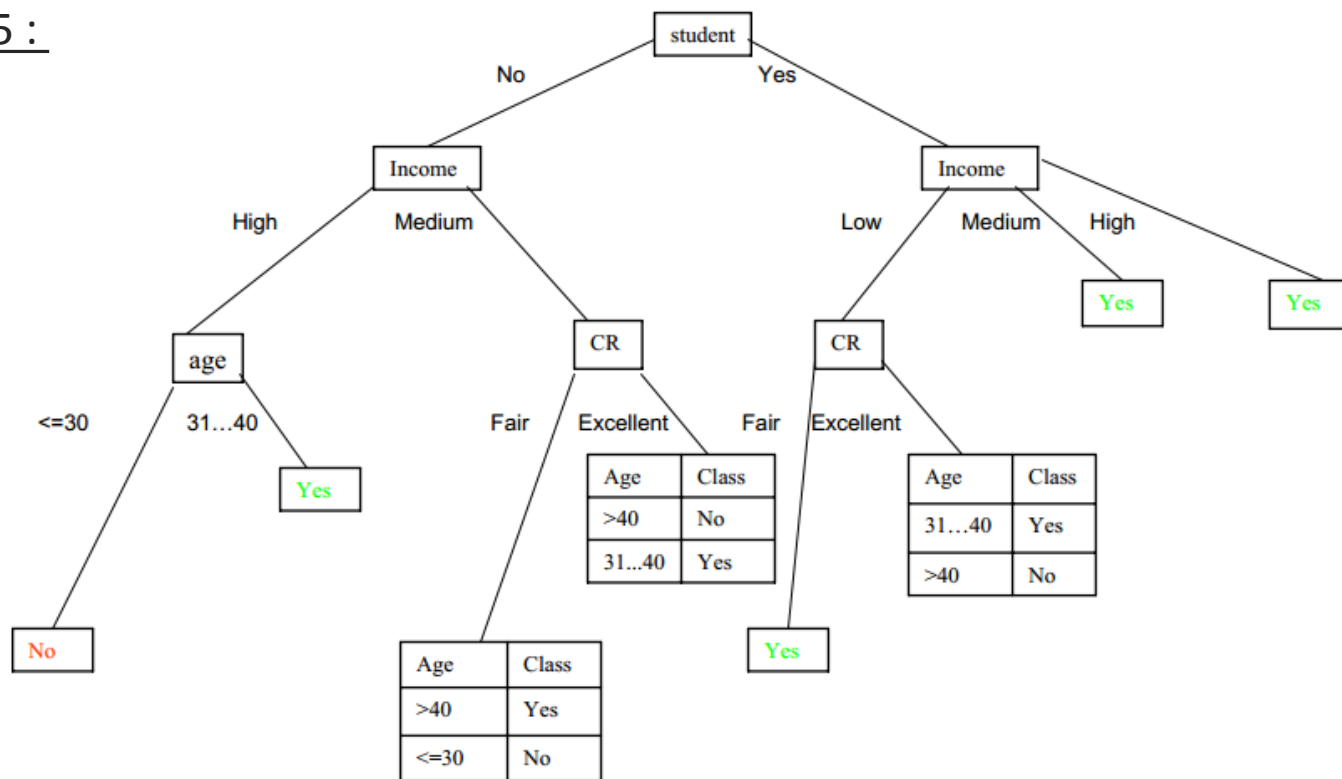 5 :
student
No Yes
Income Income
High Medium Low Medium High
Yes Yes
age CR CR
<=30 31...40 Fair Excellent Fair Excellent
Yes
Age Class
>40 No
31...40 Yes
Age Class
31...40 Yes
>40 No
No
Age Class
>40 Yes
<=30 No
Yes